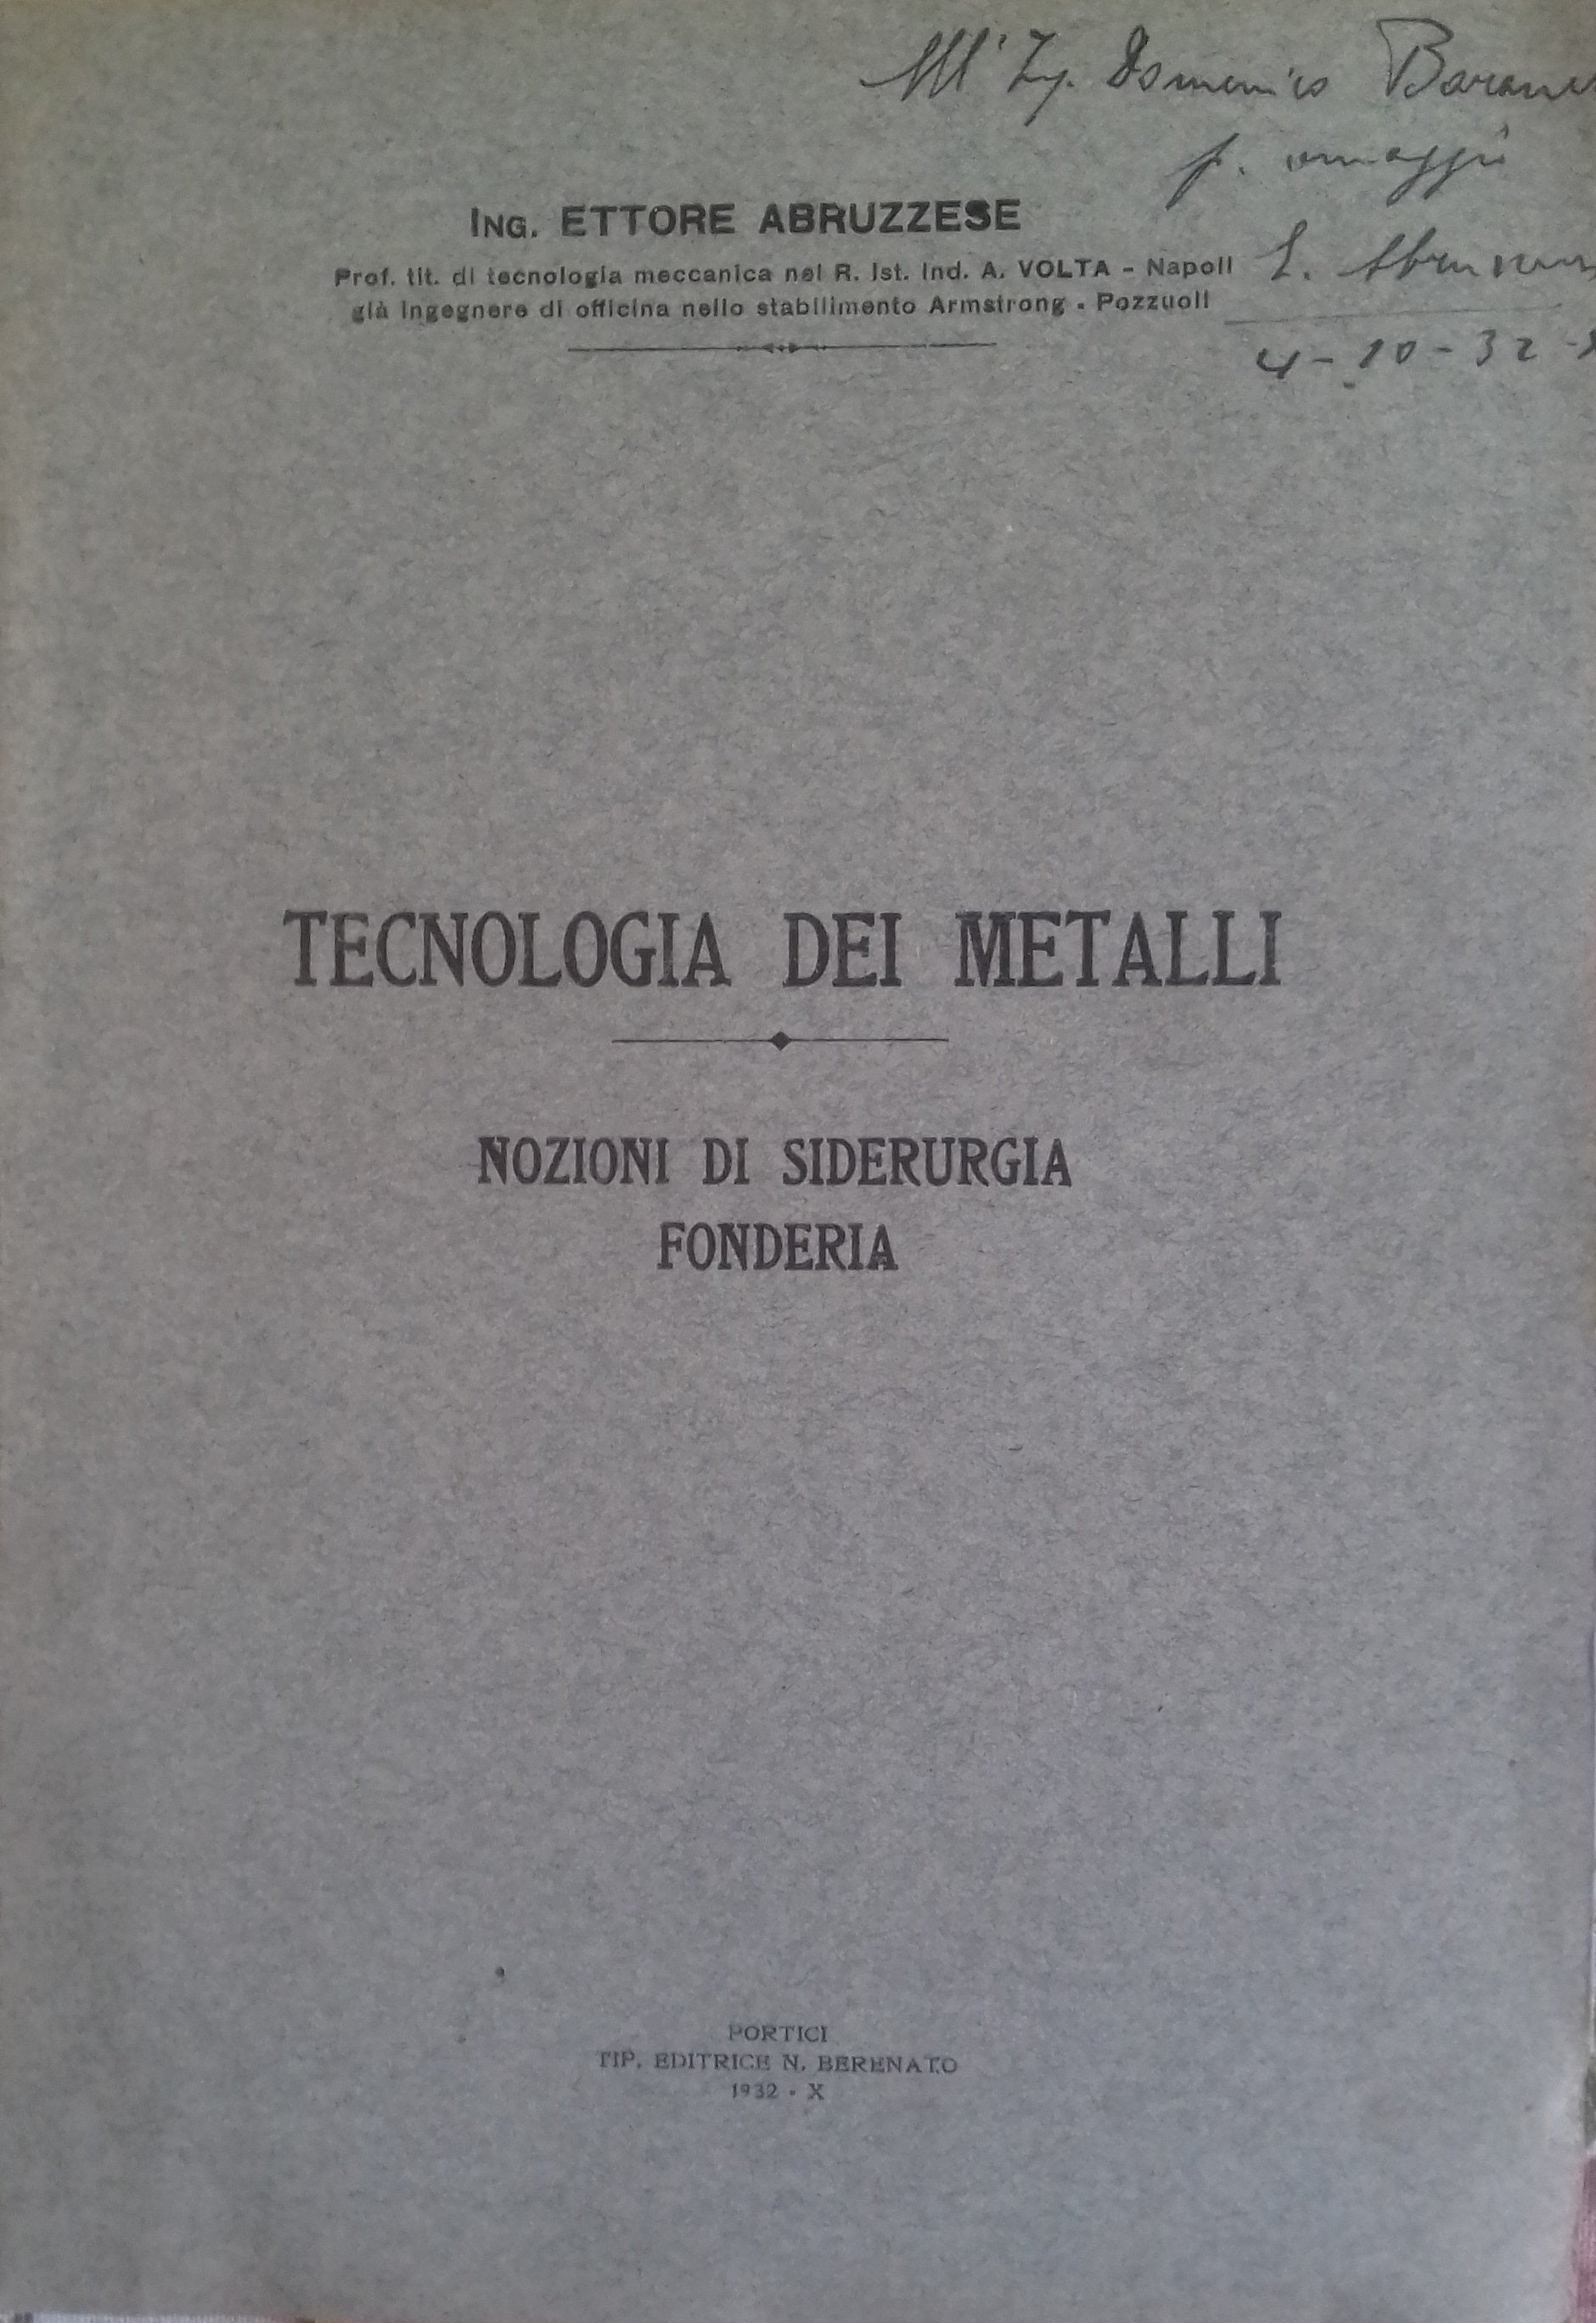 All' Ing. Domenico
p. omaggio
ING. ETTORE ABRUZZESE
Prof. tit. di tecnologia meccanica nel R. Ist. Ind. A. VOLTA - Napoli
già Ingegnere di officina nello stabilimento Armstrong - Pozzuoli
E.
4-10-32
TECNOLOGIA DEI METALLI
NOZIONI DI SIDERURGIA
FONDERIA
PORTICI
TIP. EDITRICE N. BERENATO
1932 - X